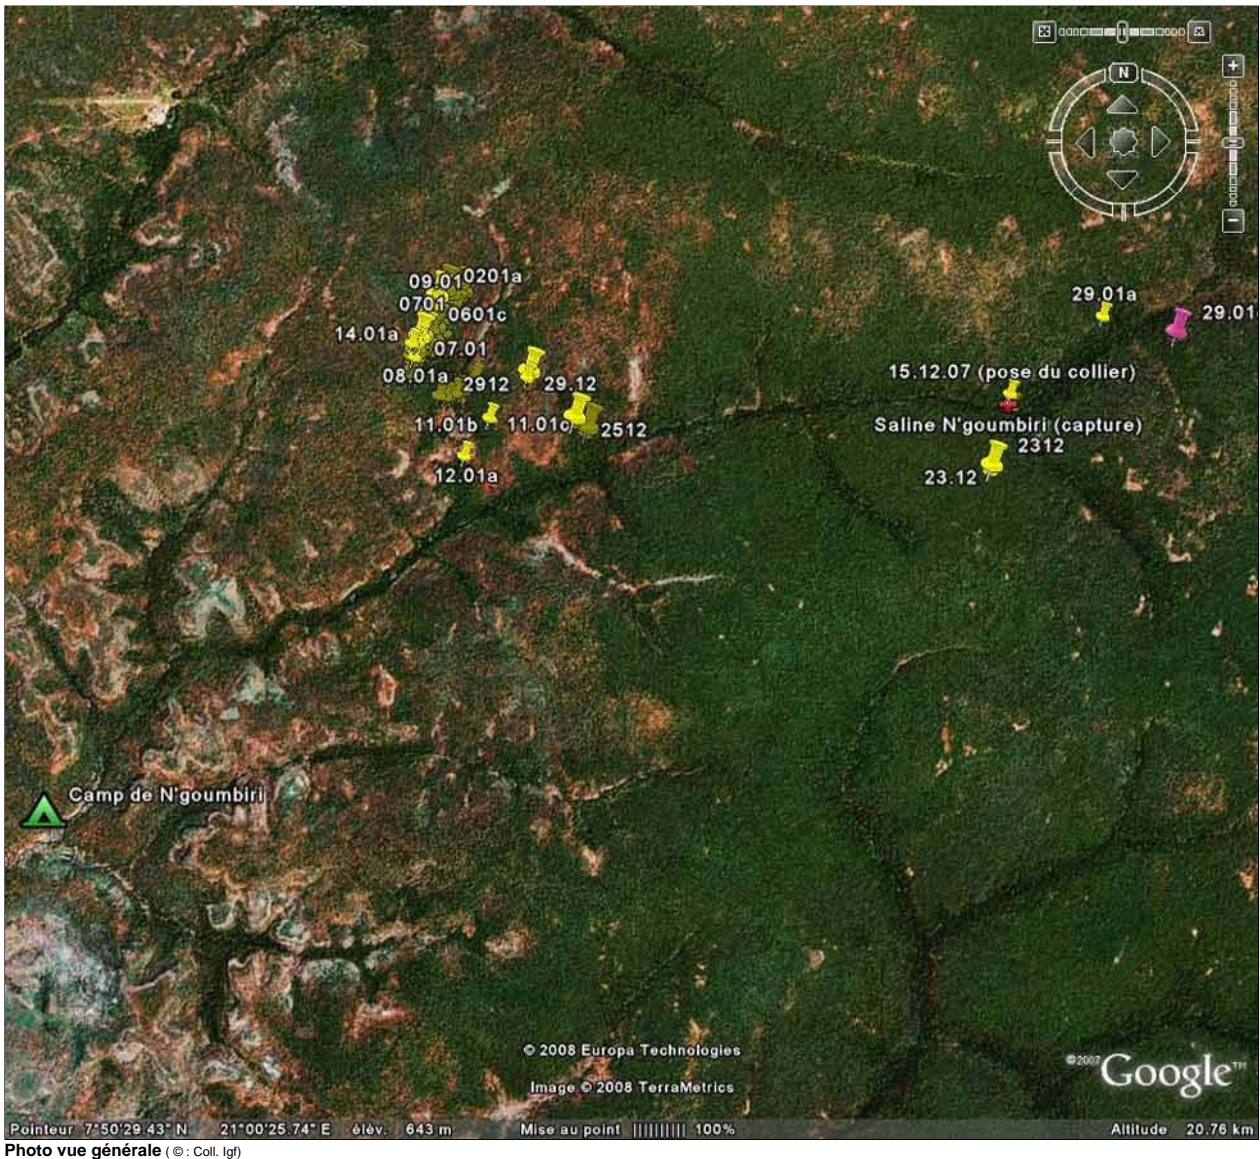 N
09.01 0201a
0701 0601c
14.01a 07.01
08.01a 2912 29.12
11.01b 11.01c 2512
12.01a
29.01a 29.01
15.12.07 (pose du collier)
Saline N'goumbiri (capture)
2312
23.12
Camp de N'goumbiri
© 2008 Europa Technologies
Image © 2008 TerraMetrics
©2007 Google™
Pointeur 7°50'29.43" N 21°00'25.74" E élév. 643 m Mise au point |||||||||| 100% Altitude 20.76 km
Photo vue générale ( © : Coll. Igf)